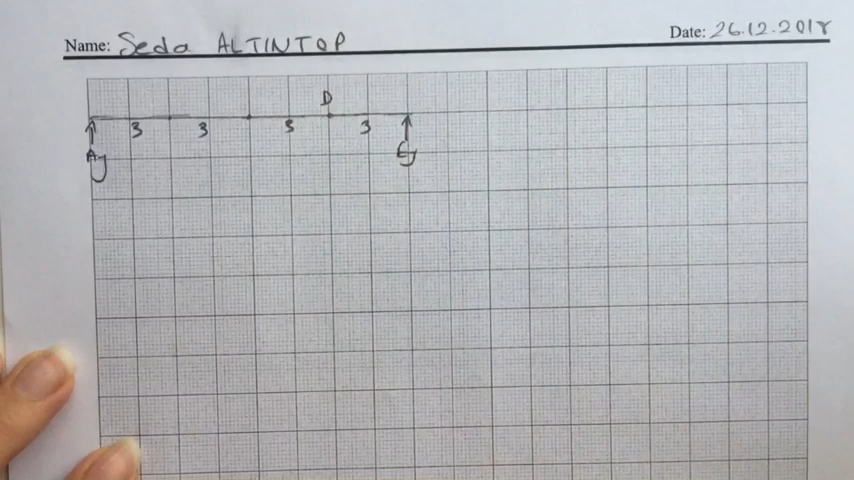 Name: Seda ALTINTOP
Date: 26.12.2018
D
3 3 3 3
Ay Ey